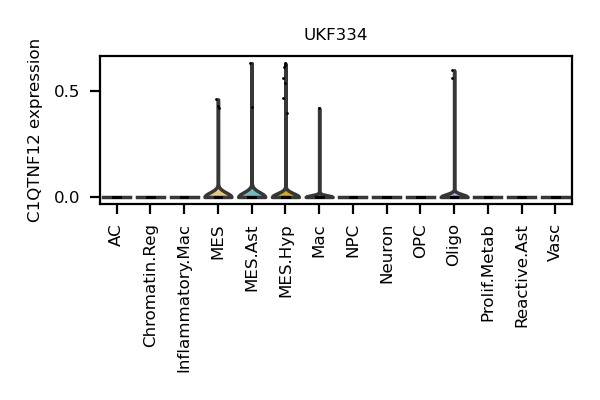 UKF334
C1QTNF12 expression
0.5
0.0
AC
Chromatin.Reg
Inflammatory.Mac
MES
MES.Ast
MES.Hyp
Mac
NPC
Neuron
OPC
Oligo
Prolif.Metab
Reactive.Ast
Vasc